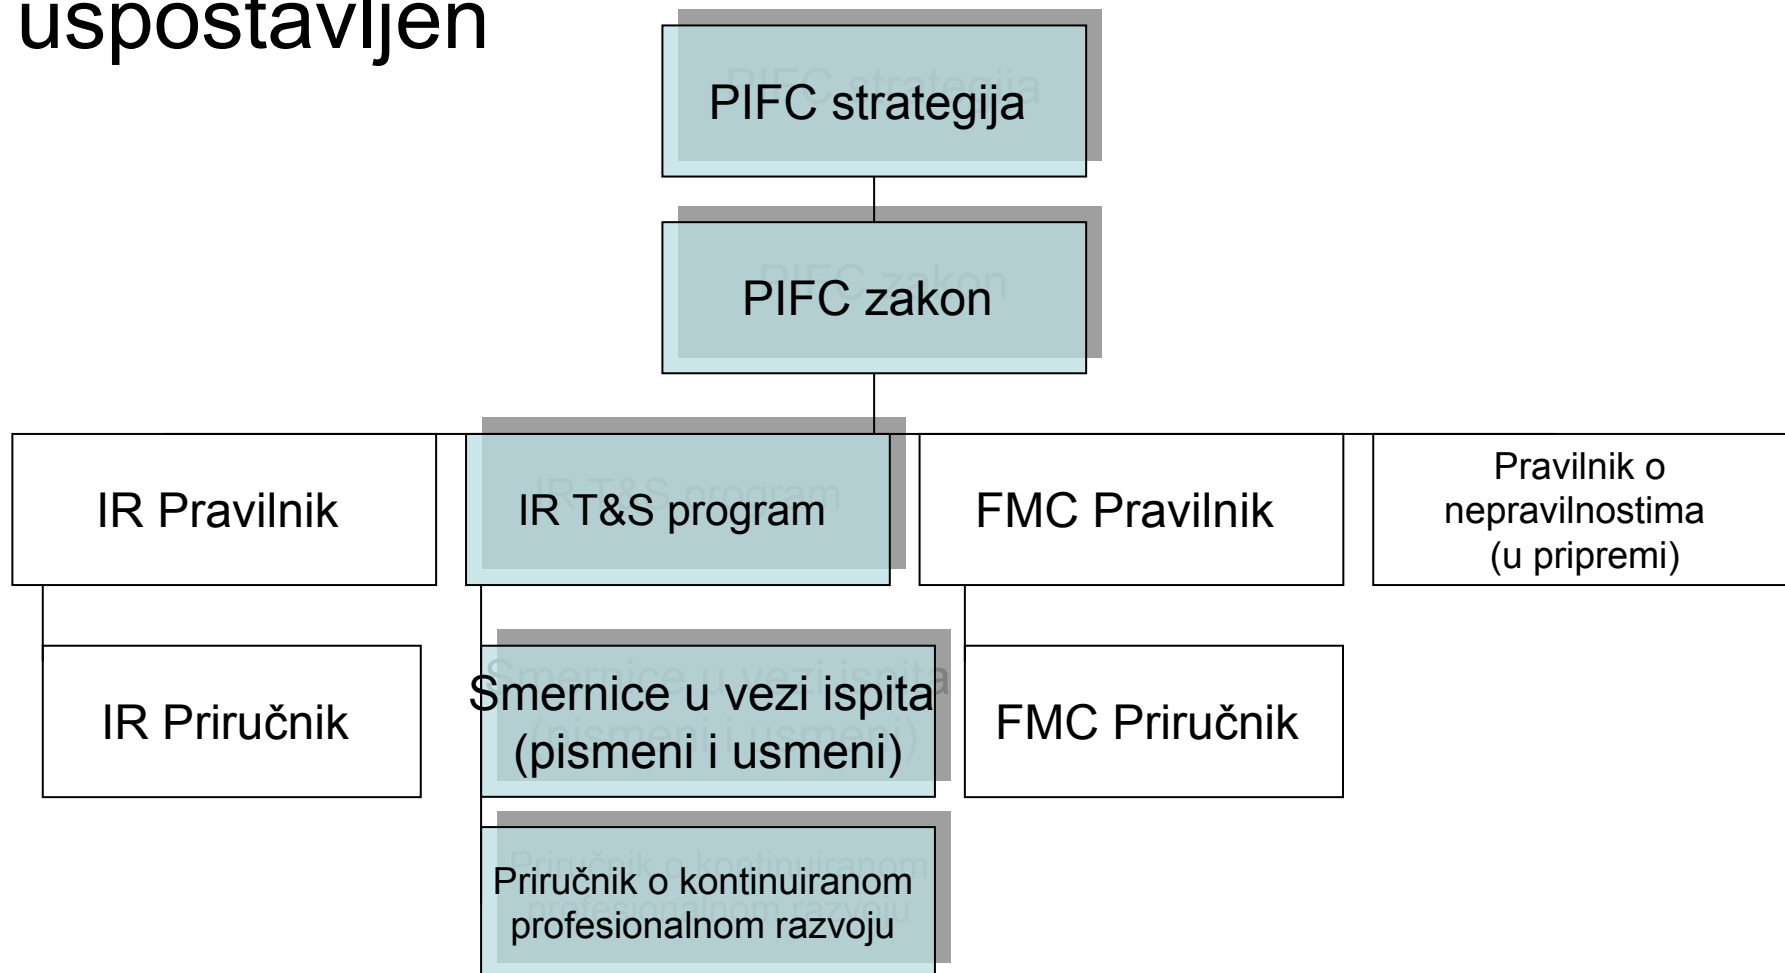 uspostavljen
PIFC strategija
PIFC zakon
IR Pravilnik
IR T&S program
FMC Pravilnik
Pravilnik o
nepravilnostima
(u pripremi)
IR Priručnik
Smernice u vezi ispita
(pismeni i usmeni)
FMC Priručnik
Priručnik o kontinuiranom
profesionalnom razvoju